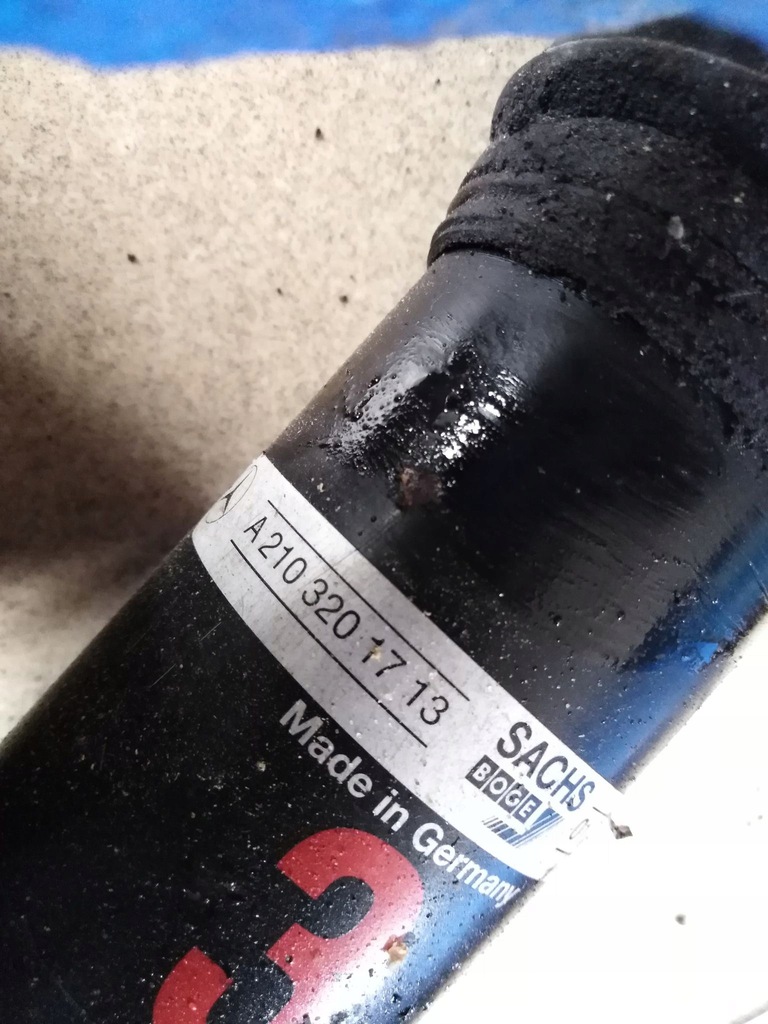 A 210 320 17 13
SACHS
BOGE
Made in Germany
3